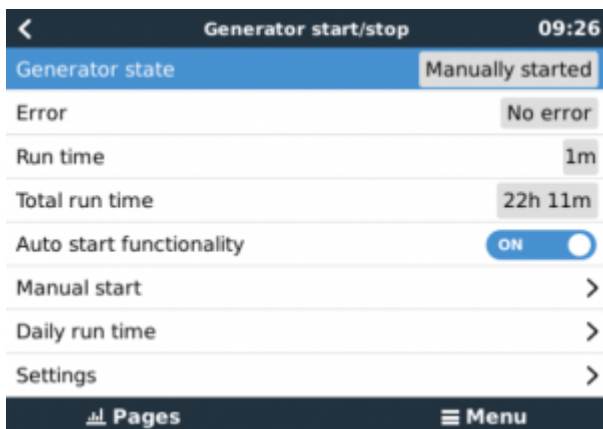 Generator start/stop 09:26
Generator state Manually started
Error No error
Run time 1m
Total run time 22h 11m
Auto start functionality ON
Manual start
Daily run time
Settings
Pages Menu